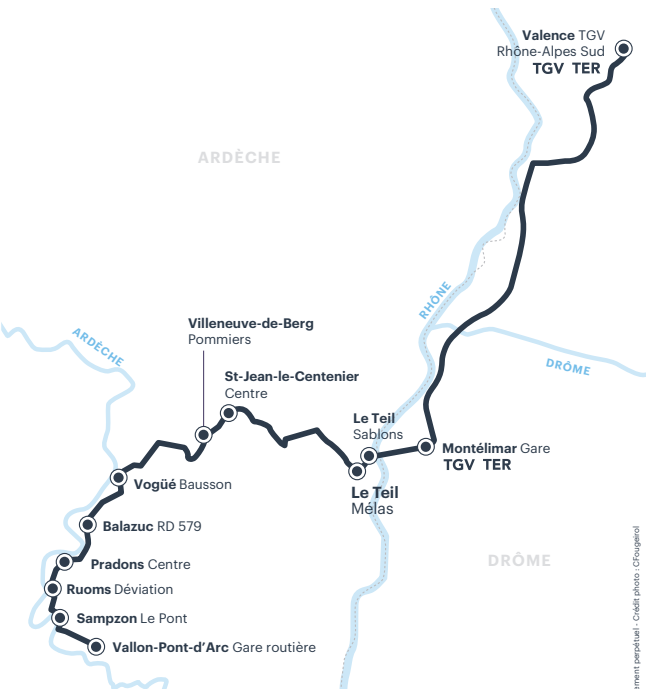 Valence TGV
Rhône-Alpes Sud
TGV TER
ARDÈCHE
RHÔNE
Villeneuve-de-Berg
Pommiers
ARDÈCHE
DRÔME
St-Jean-le-Centenier
Centre
Le Teil
Sablons
Montélimar Gare
TGV TER
Vogüé Bausson
Le Teil
Mélas
Balazuc RD 579
DRÔME
Pradons Centre
Ruoms Déviation
Sampzon Le Pont
Vallon-Pont-d'Arc Gare routière
ment perpétuel - Crédit photo : CFougeirol